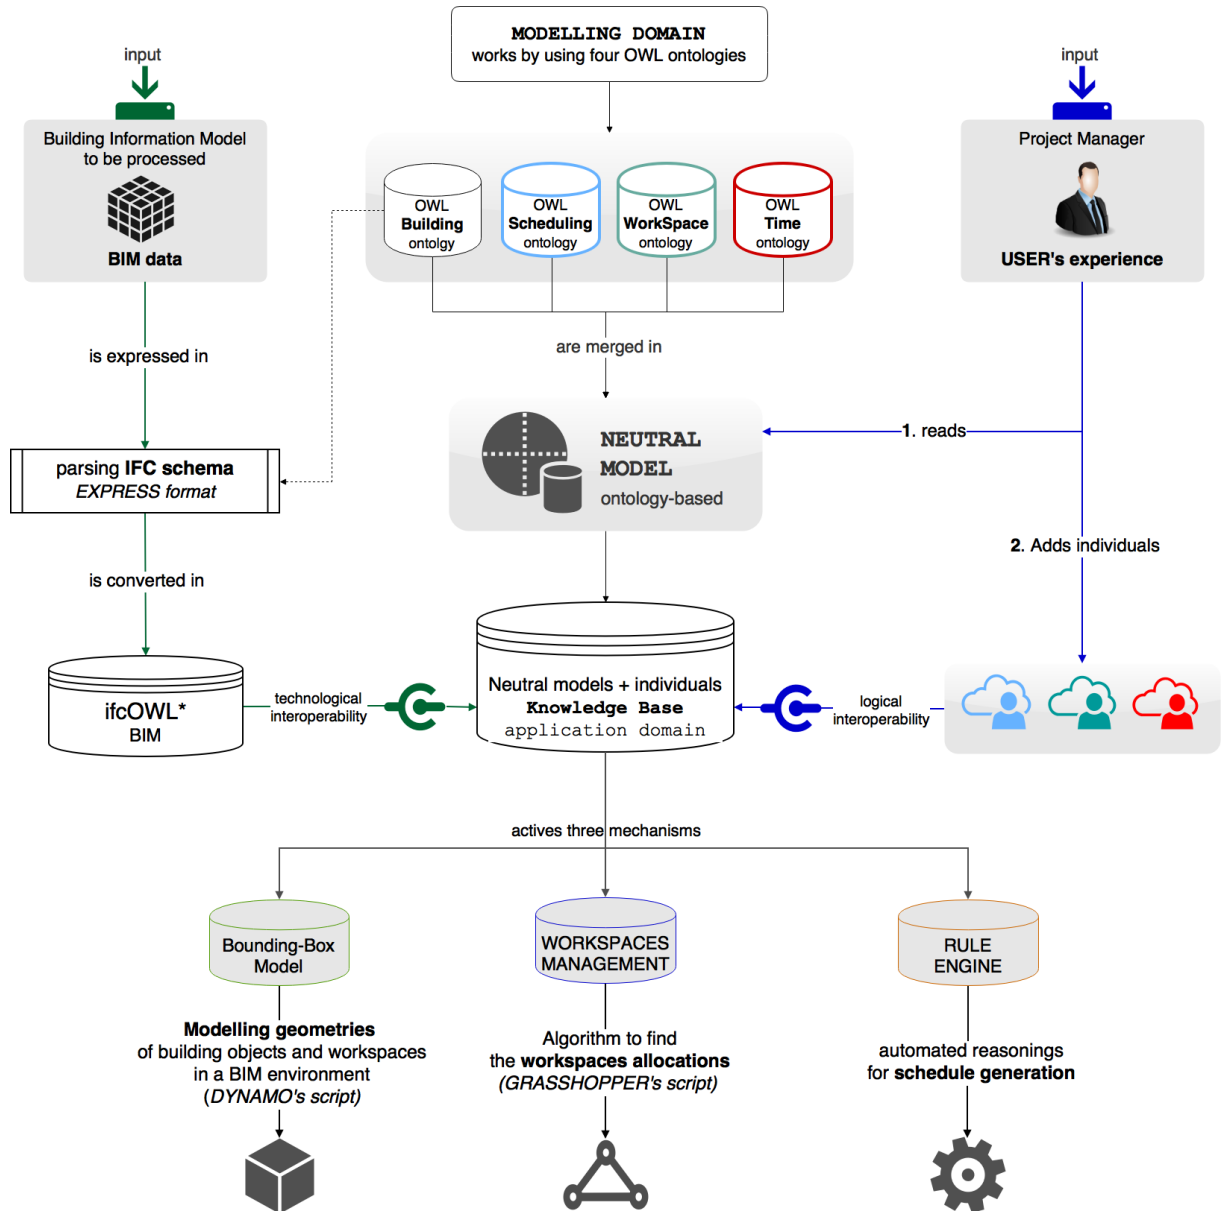 MODELLING DOMAIN
works by using four OWL ontologies
input
input
Building Information Model
to be processed
BIM data
OWL
Building
ontolgy
OWL
Scheduling
ontology
OWL
WorkSpace
ontology
OWL
Time
ontology
Project Manager
USER's experience
is expressed in
are merged in
1. reads
NEUTRAL
MODEL
ontology-based
parsing IFC schema
EXPRESS format
2. Adds individuals
is converted in
ifcOWL*
BIM
technological
interoperability
Neutral models + individuals
Knowledge Base
application domain
logical
interoperability
actives three mechanisms
Bounding-Box
Model
WORKSPACES
MANAGEMENT
RULE
ENGINE
Modelling geometries
of building objects and workspaces
in a BIM environment
(DYNAMO's script)
Algorithm to find
the workspaces allocations
(GRASSHOPPER's script)
automated reasonings
for schedule generation